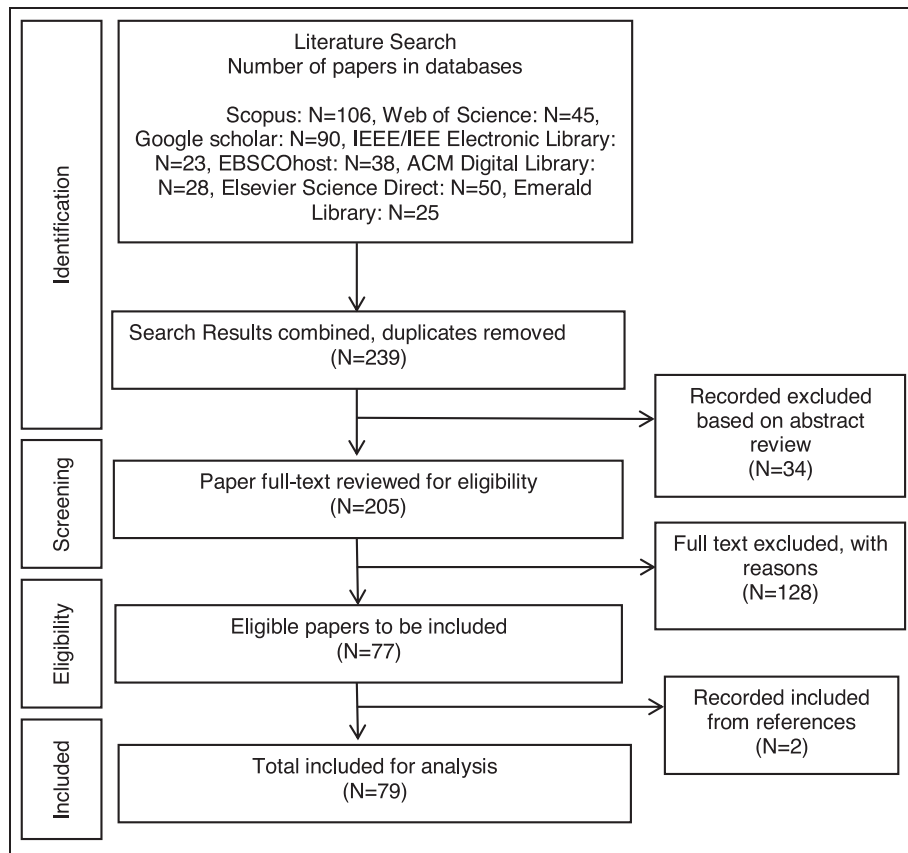 Identification
Literature Search
Number of papers in databases
Scopus: N=106, Web of Science: N=45,
Google scholar: N=90, IEEE/IEE Electronic Library:
N=23, EBSCOhost: N=38, ACM Digital Library:
N=28, Elsevier Science Direct: N=50, Emerald
Library: N=25
Search Results combined, duplicates removed
(N=239)
Recorded excluded
based on abstract
review
(N=34)
Screening
Paper full-text reviewed for eligibility
(N=205)
Full text excluded, with
reasons
(N=128)
Eligibility
Eligible papers to be included
(N=77)
Recorded included
from references
(N=2)
Included
Total included for analysis
(N=79)